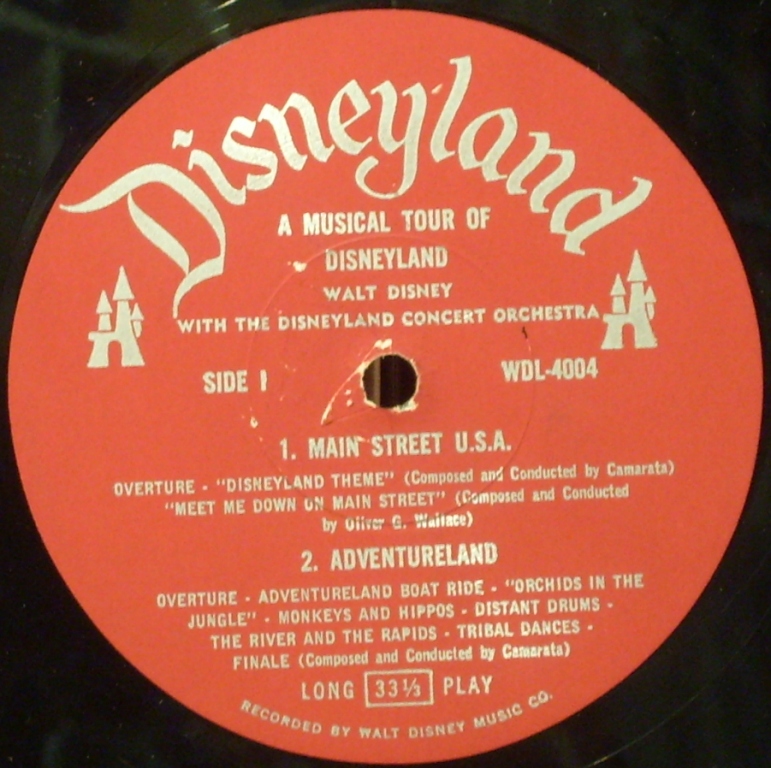 Disneyland
A MUSICAL TOUR OF
DISNEYLAND
WALT DISNEY
WITH THE DISNEYLAND CONCERT ORCHESTRA
SIDE 1
WDL-4004
1. MAIN STREET U.S.A.
OVERTURE - "DISNEYLAND THEME" (Composed and Conducted by Camarata)
"MEET ME DOWN ON MAIN STREET" (Composed and Conducted
by Oliver G. Wallace)
2. ADVENTURELAND
OVERTURE - ADVENTURELAND BOAT RIDE - "ORCHIDS IN THE
JUNGLE" - MONKEYS AND HIPPOS - DISTANT DRUMS -
THE RIVER AND THE RAPIDS - TRIBAL DANCES -
FINALE (Composed and Conducted by Camarata)
LONG 33⅓ PLAY
RECORDED BY WALT DISNEY MUSIC CO.